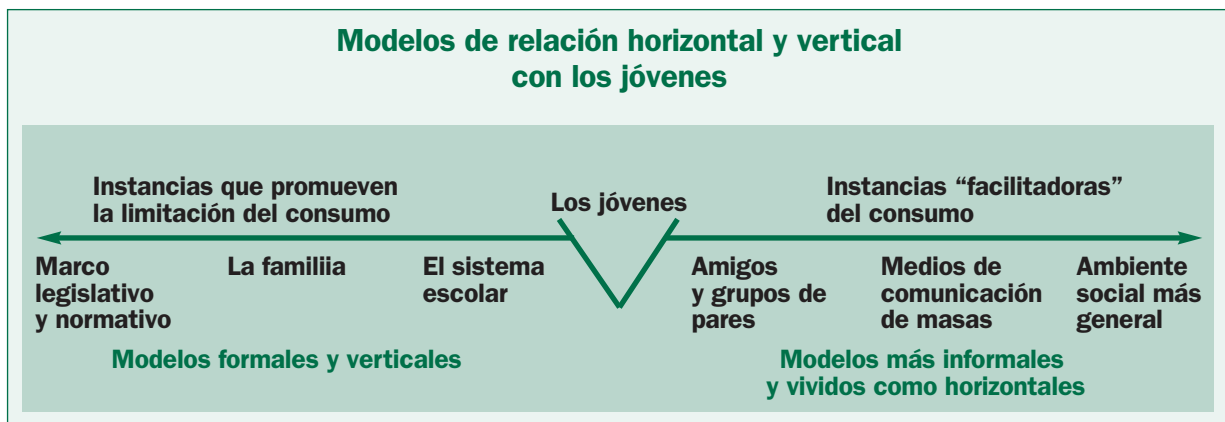 Modelos de relación horizontal y vertical
con los jóvenes
Instancias que promueven
la limitación del consumo
Los jóvenes
Instancias “facilitadoras”
del consumo
Marco
legislativo
y normativo
La familiia
El sistema
escolar
Amigos
y grupos de
pares
Medios de
comunicación
de masas
Ambiente
social más
general
Modelos formales y verticales
Modelos más informales
y vividos como horizontales